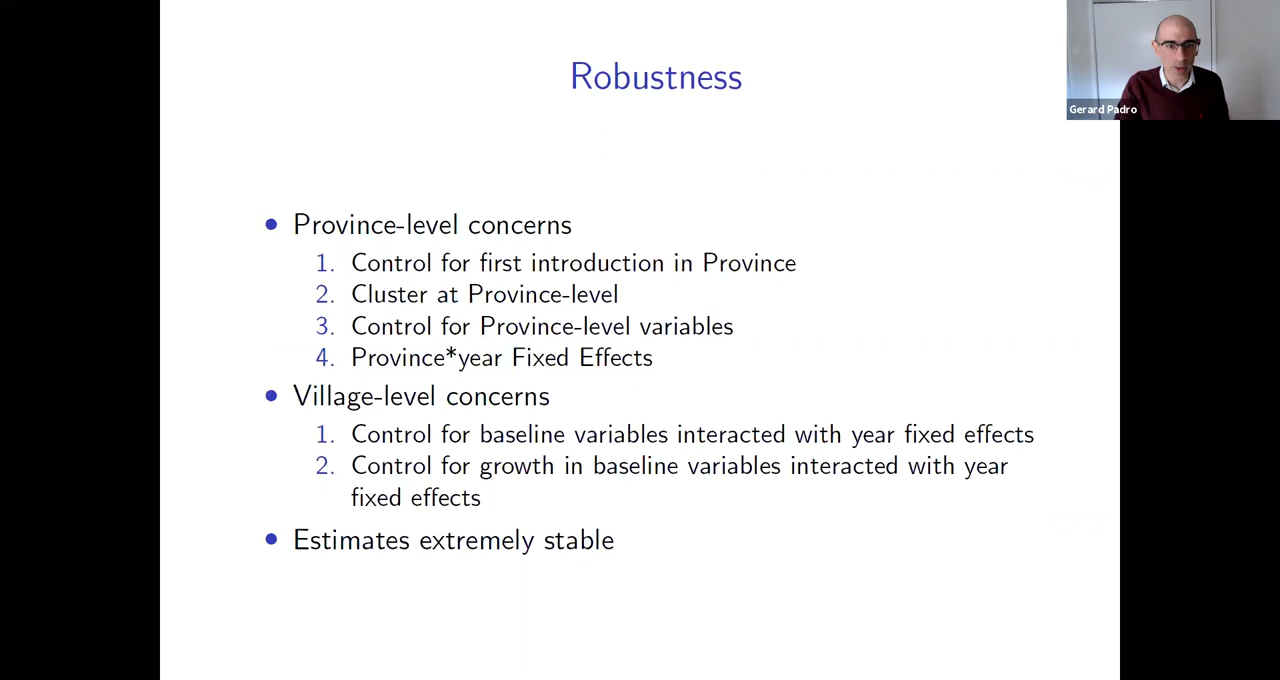 Robustness
Gerard Padro
• Province-level concerns
1. Control for first introduction in Province
2. Cluster at Province-level
3. Control for Province-level variables
4. Province*year Fixed Effects
• Village-level concerns
1. Control for baseline variables interacted with year fixed effects
2. Control for growth in baseline variables interacted with year
fixed effects
• Estimates extremely stable